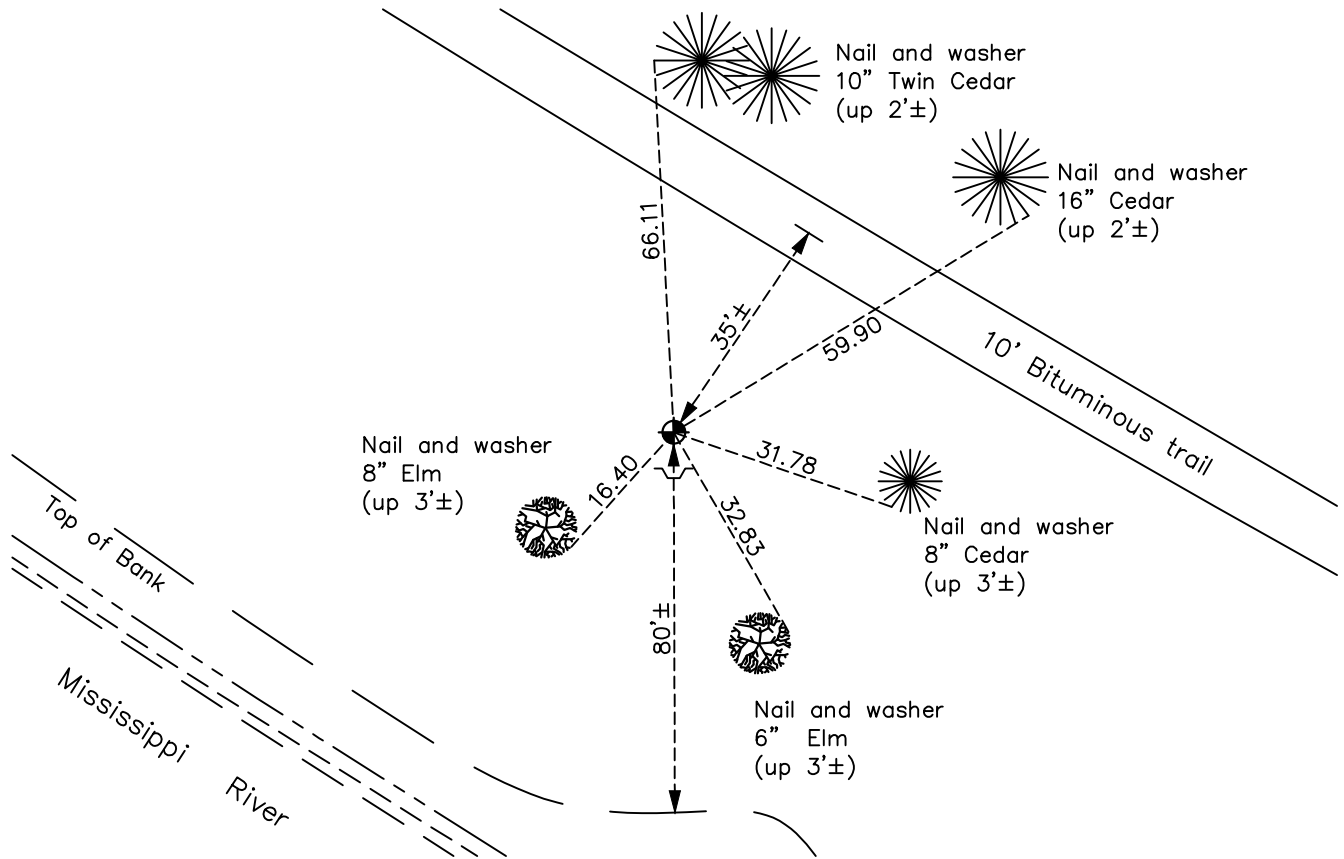 Nail and washer
10” Twin Cedar
(up 2’±)
Nail and washer
16” Cedar
(up 2’±)
66.11
35’±
59.90
10’ Bituminous trail
Nail and washer
8” Elm
(up 3’±)
16.40
31.78
32.83
Nail and washer
8” Cedar
(up 3’±)
Top of Bank
80’±
Mississippi River
Nail and washer
6” Elm
(up 3’±)